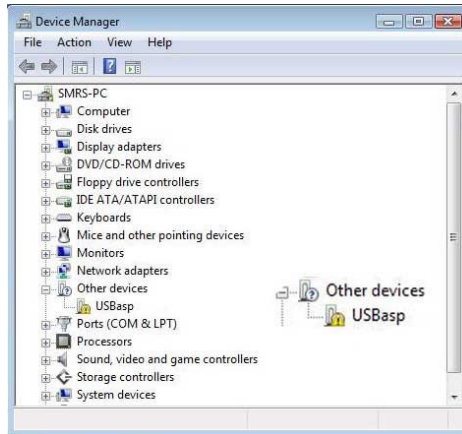 Device Manager
File Action View Help
SMRS-PC
Computer
Disk drives
Display adapters
DVD/CD-ROM drives
Floppy drive controllers
IDE ATA/ATAPI controllers
Keyboards
Mice and other pointing devices
Monitors
Network adapters
Other devices
USBasp
Other devices
USBasp
Ports (COM & LPT)
Processors
Sound, video and game controllers
Storage controllers
System devices